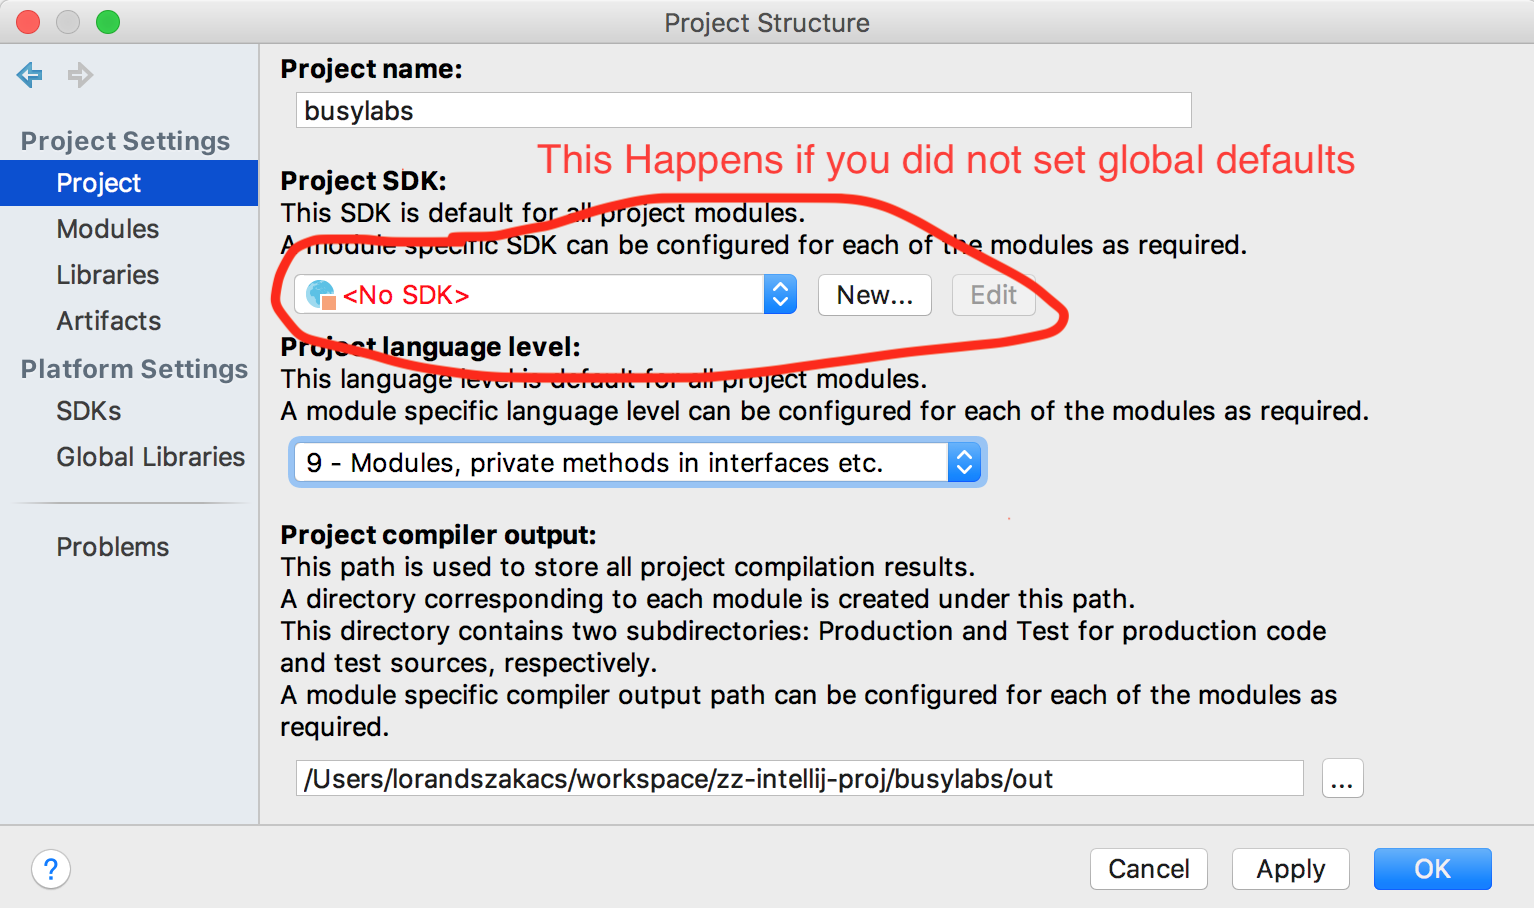 Project Structure
Project Settings
Project
Modules
Libraries
Artifacts
Platform Settings
SDKs
Global Libraries
Problems
Project name:
busylabs
This Happens if you did not set global defaults
Project SDK:
This SDK is default for all project modules.
A module specific SDK can be configured for each of the modules as required.
<No SDK>
New...
Edit
Project language level:
This language level is default for all project modules.
A module specific language level can be configured for each of the modules as required.
9 - Modules, private methods in interfaces etc.
Project compiler output:
This path is used to store all project compilation results.
A directory corresponding to each module is created under this path.
This directory contains two subdirectories: Production and Test for production code
and test sources, respectively.
A module specific compiler output path can be configured for each of the modules as
required.
/Users/lorandszakacs/workspace/zz-intellij-proj/busylabs/out
...
?
Cancel
Apply
OK